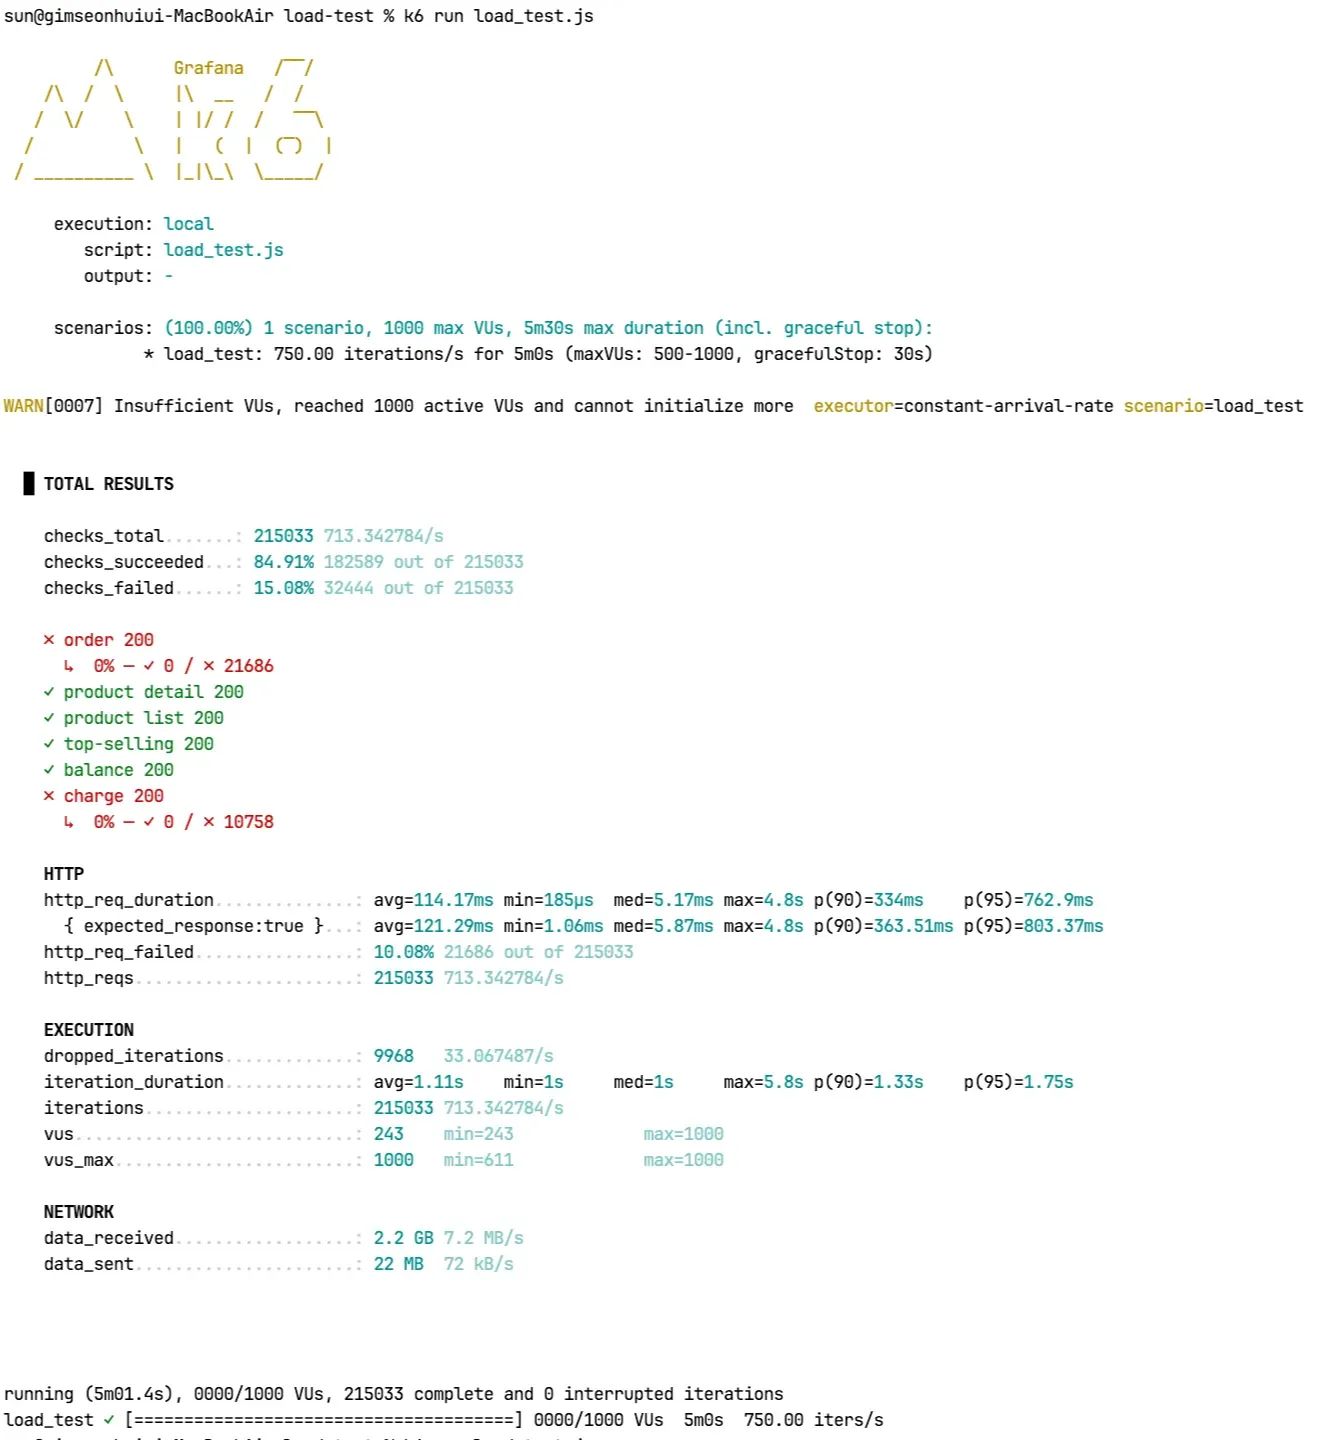 sun@gimseonhuiui-MacBookAir load-test % k6 run load_test.js
Grafana
execution: local
script: load_test.js
output: -
scenarios: (100.00%) 1 scenario, 1000 max VUs, 5m30s max duration (incl. graceful stop):
* load_test: 750.00 iterations/s for 5m0s (maxVUs: 500-1000, gracefulStop: 30s)
WARN[0007] Insufficient VUs, reached 1000 active VUs and cannot initialize more  executor=constant-arrival-rate scenario=load_test
█ TOTAL RESULTS
checks_total.......: 215033 713.342784/s
checks_succeeded...: 84.91% 182589 out of 215033
checks_failed......: 15.08% 32444 out of 215033
✗ order 200
↳  0% — ✓ 0 / ✗ 21686
✓ product detail 200
✓ product list 200
✓ top-selling 200
✓ balance 200
✗ charge 200
↳  0% — ✓ 0 / ✗ 10758
HTTP
http_req_duration..............: avg=114.17ms min=185µs  med=5.17ms max=4.8s p(90)=334ms    p(95)=762.9ms
{ expected_response:true }...: avg=121.29ms min=1.06ms med=5.87ms max=4.8s p(90)=363.51ms p(95)=803.37ms
http_req_failed................: 10.08% 21686 out of 215033
http_reqs......................: 215033 713.342784/s
EXECUTION
dropped_iterations.............: 9968   33.067487/s
iteration_duration.............: avg=1.11s    min=1s     med=1s     max=5.8s p(90)=1.33s    p(95)=1.75s
iterations.....................: 215033 713.342784/s
vus............................: 243    min=243             max=1000
vus_max........................: 1000   min=611             max=1000
NETWORK
data_received..................: 2.2 GB 7.2 MB/s
data_sent......................: 22 MB  72 kB/s
running (5m01.4s), 0000/1000 VUs, 215033 complete and 0 interrupted iterations
load_test ✓ [======================================] 0000/1000 VUs  5m0s  750.00 iters/s